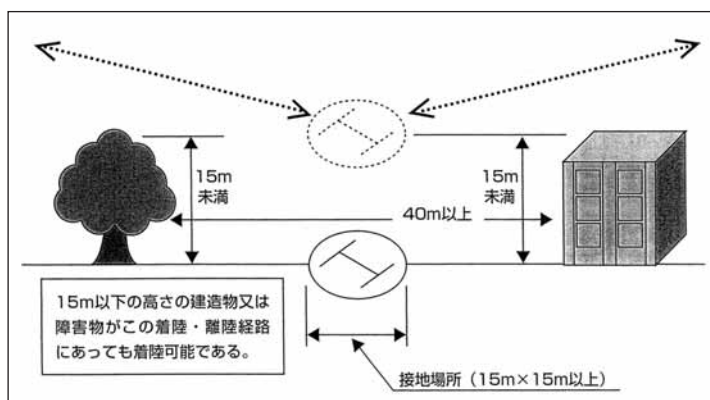 15m
未満
15m
未満
40m以上
15m以下の高さの建造物又は
障害物がこの着陸・離陸経路
にあっても着陸可能である。
接地場所（15m×15m以上）